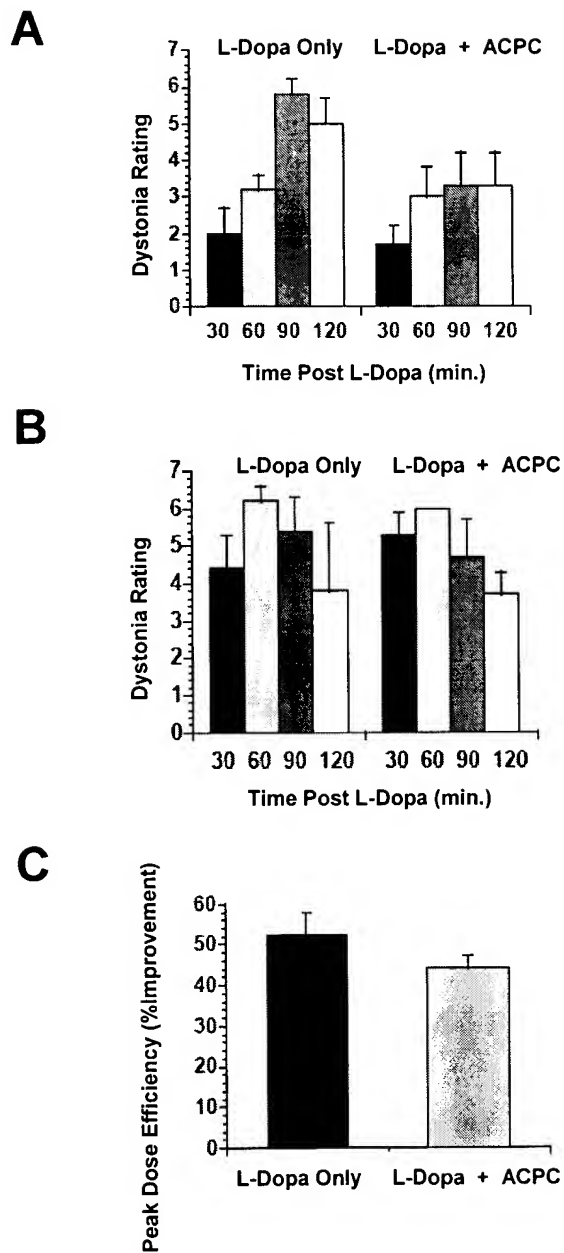 A
L-Dopa Only L-Dopa + ACPC
7
6
5
4
3
2
1
0
Dystonia Rating
30 60 90 120 30 60 90 120
Time Post L-Dopa (min.)
B
L-Dopa Only L-Dopa + ACPC
7
6
5
4
3
2
1
0
Dystonia Rating
30 60 90 120 30 60 90 120
Time Post L-Dopa (min.)
C
60
50
40
30
20
10
0
Peak Dose Efficiency (%Improvement)
L-Dopa Only L-Dopa + ACPC